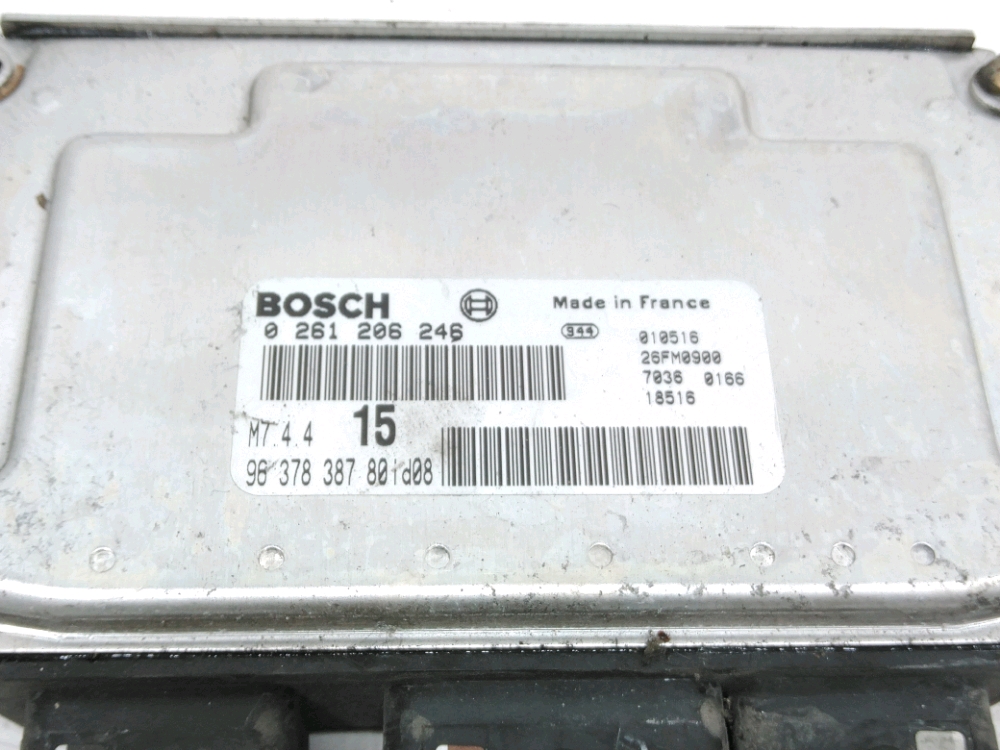 BOSCH Made in France
0 261 206 246 944 010516
26FM0900
7036 0166
18516
M7.4.4 15
96 378 387 80 id08